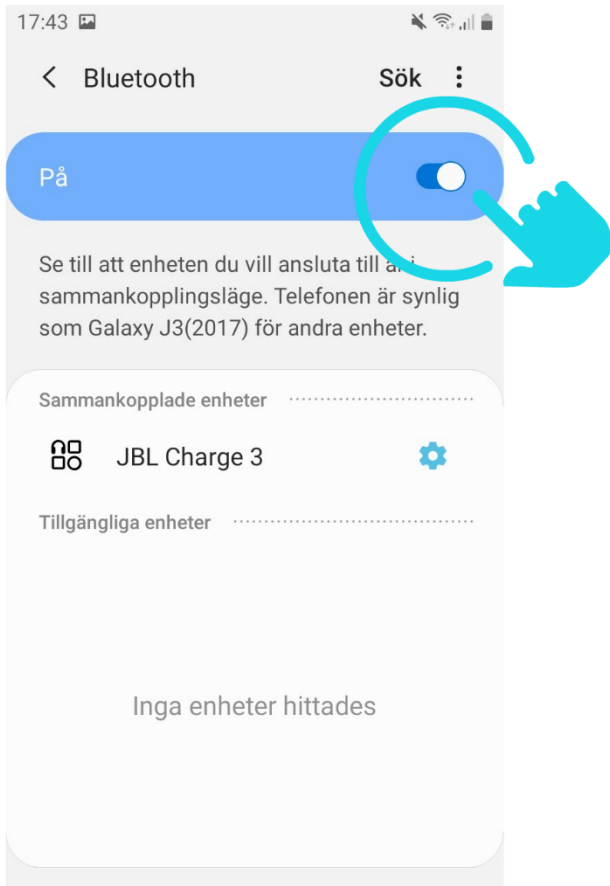 17:43
Bluetooth Sök
På
Se till att enheten du vill ansluta till är i
sammankopplingsläge. Telefonen är synlig
som Galaxy J3(2017) för andra enheter.
Sammankopplade enheter
JBL Charge 3
Tillgängliga enheter
Inga enheter hittades